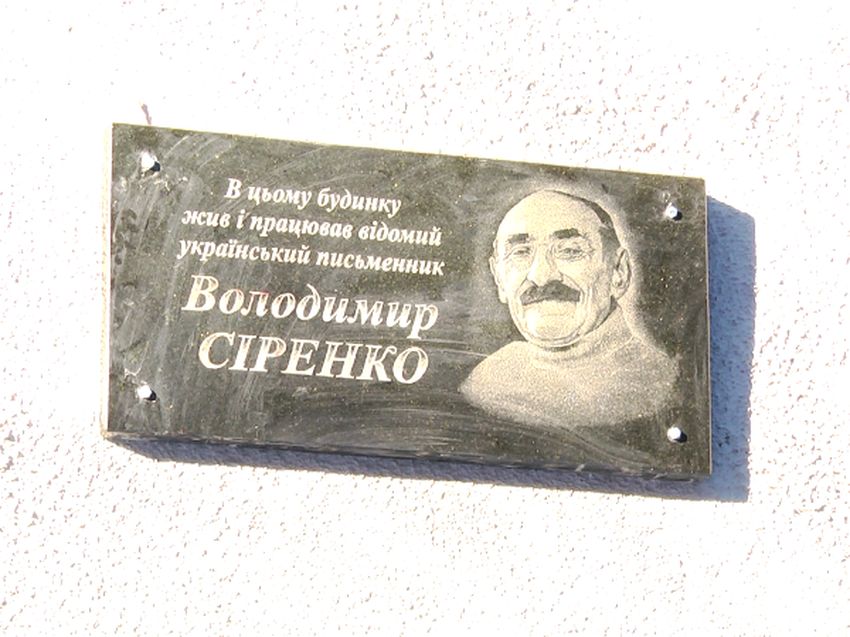 В цьому будинку
жив і працював відомий
український письменник
Володимир
СІРЕНКО